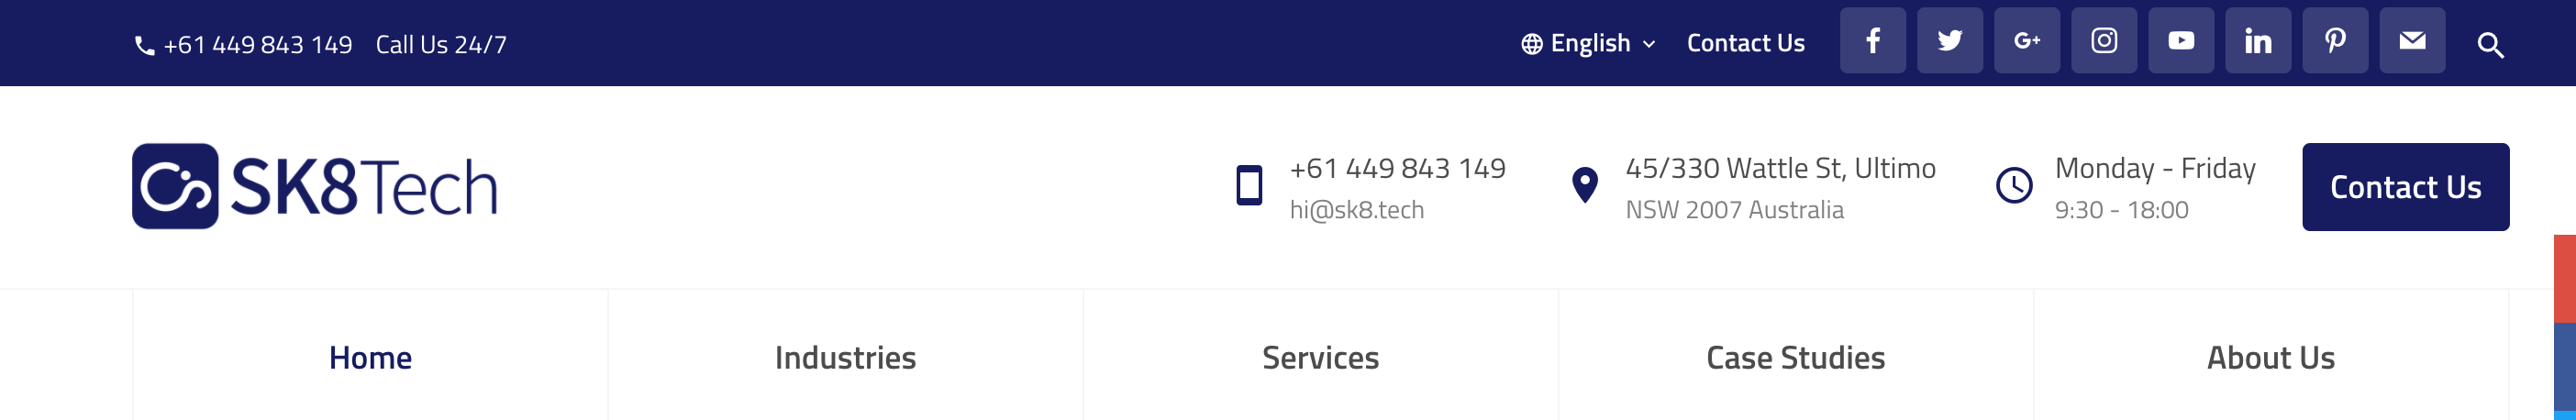 +61 449 843 149 Call Us 24/7 English Contact Us
SK8Tech
+61 449 843 149
hi@sk8.tech
45/330 Wattle St, Ultimo
NSW 2007 Australia
Monday - Friday
9:30 - 18:00
Contact Us
Home Industries Services Case Studies About Us